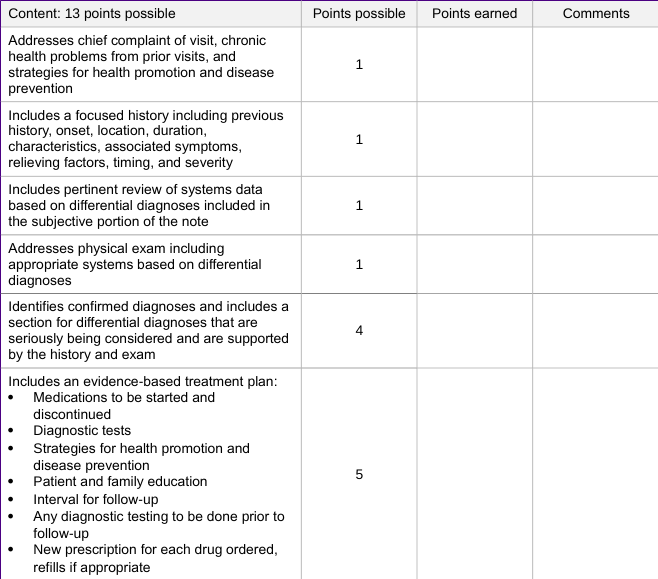 Content: 13 points possible Points possible Points earned Comments
Addresses chief complaint of visit, chronic
health problems from prior visits, and
strategies for health promotion and disease
prevention
1
Includes a focused history including previous
history, onset, location, duration,
characteristics, associated symptoms,
relieving factors, timing, and severity
1
Includes pertinent review of systems data
based on differential diagnoses included in
the subjective portion of the note
1
Addresses physical exam including
appropriate systems based on differential
diagnoses
1
Identifies confirmed diagnoses and includes a
section for differential diagnoses that are
seriously being considered and are supported
by the history and exam
4
Includes an evidence-based treatment plan:
• Medications to be started and
discontinued
• Diagnostic tests
• Strategies for health promotion and
disease prevention
• Patient and family education
• Interval for follow-up
• Any diagnostic testing to be done prior to
follow-up
• New prescription for each drug ordered,
refills if appropriate
5